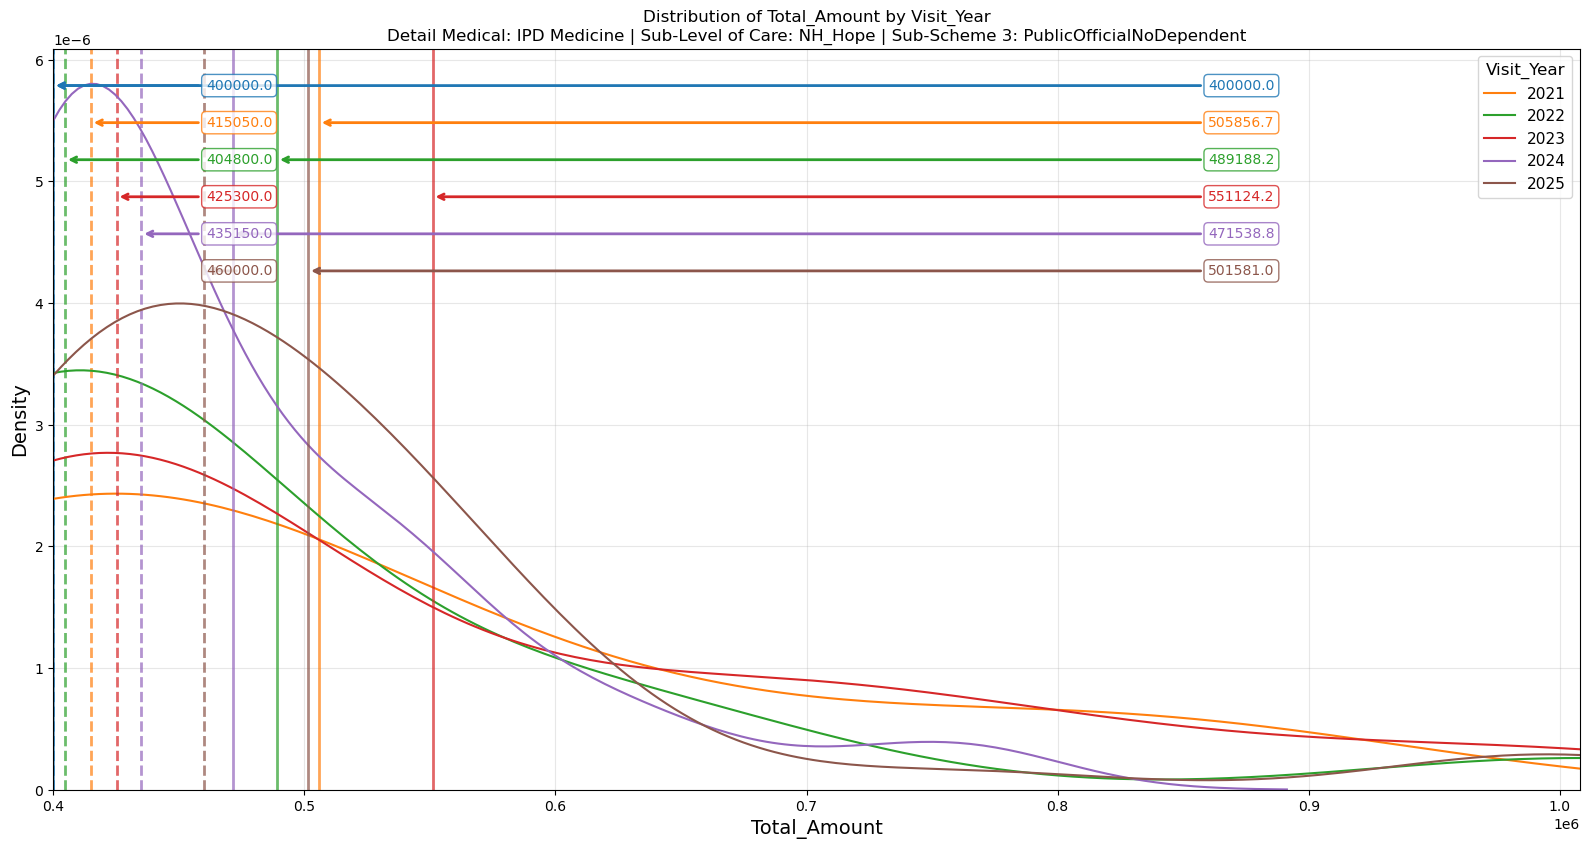 Distribution of Total_Amount by Visit_Year
Detail Medical: IPD Medicine | Sub-Level of Care: NH_Hope | Sub-Scheme 3: PublicOfficialNoDependent
1e−6
6
5
4
3
2
1
0
Density
400000.0 400000.0
415050.0 505856.7
404800.0 489188.2
425300.0 551124.2
435150.0 471538.8
460000.0 501581.0
Visit_Year
2021
2022
2023
2024
2025
0.4 0.5 0.6 0.7 0.8 0.9 1.0
1e6
Total_Amount